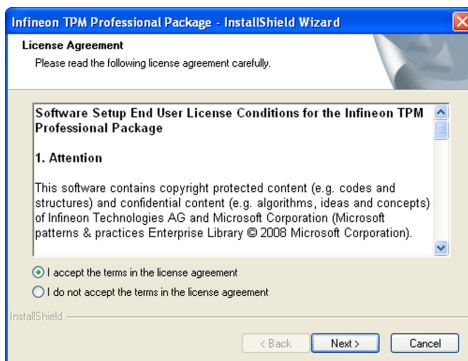 Infineon TPM Professional Package - InstallShield Wizard
License Agreement
Please read the following license agreement carefully.
Software Setup End User License Conditions for the Infineon TPM
Professional Package
1. Attention
This software contains copyright protected content (e.g. codes and
structures) and confidential content (e.g. algorithms, ideas and concepts)
of Infineon Technologies AG and Microsoft Corporation (Microsoft
patterns & practices Enterprise Library © 2008 Microsoft Corporation).
I accept the terms in the license agreement
I do not accept the terms in the license agreement
InstallShield
< Back Next > Cancel